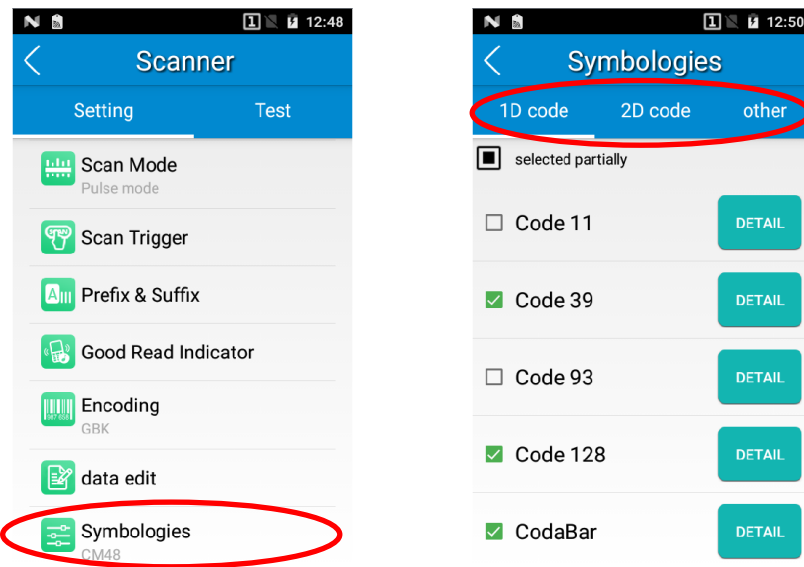 12:48
Scanner
Setting
Test
Scan Mode
Pulse mode
Scan Trigger
Prefix & Suffix
Good Read Indicator
Encoding
GBK
data edit
Symbologies
CM48
12:50
Symbologies
1D code
2D code
other
selected partially
Code 11
DETAIL
Code 39
DETAIL
Code 93
DETAIL
Code 128
DETAIL
CodaBar
DETAIL